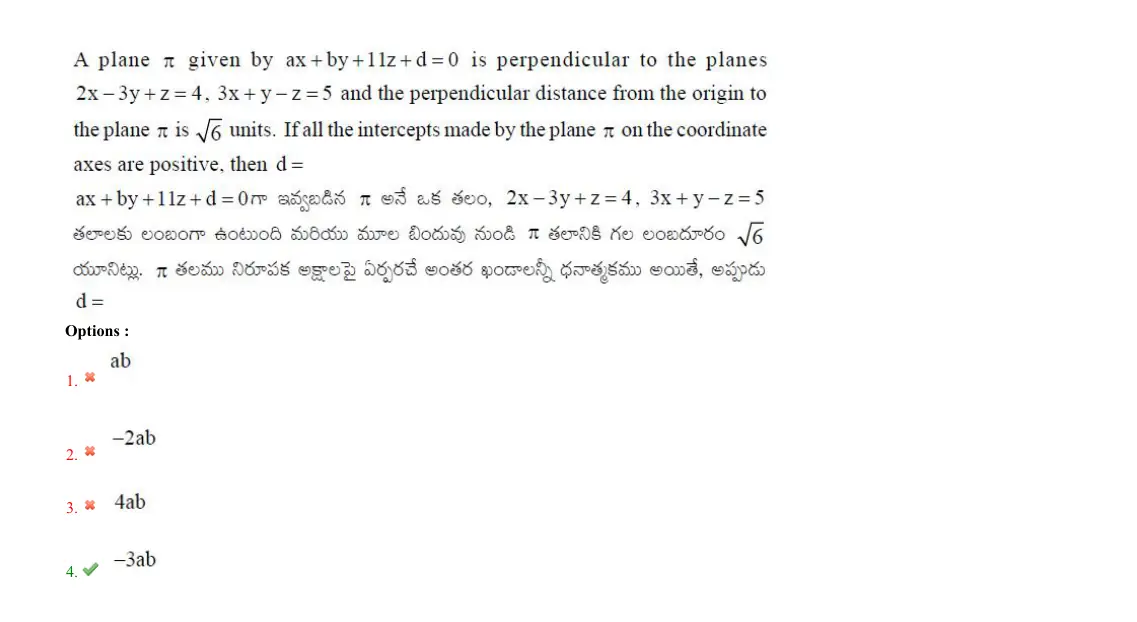 A plane π given by ax+by+11z+d=0 is perpendicular to the planes
2x−3y+z=4, 3x+y−z=5 and the perpendicular distance from the origin to
the plane π is √6 units. If all the intercepts made by the plane π on the coordinate
axes are positive, then d=
ax+by+11z+d=0గా ఇవ్వబడిన π అనే ఒక తలం, 2x−3y+z=4, 3x+y−z=5
తలాలకు లంబంగా ఉంటుంది మరియు మూల బిందువు నుండి π తలానికి గల లంబదూరం √6
యూనిట్లు. π తలము నిరూపక అక్షాలపై ఏర్పరచే అంతర ఖండాలన్నీ ధనాత్మకము అయితే, అప్పుడు
d=
Options :
ab
1.
−2ab
2.
4ab
3.
−3ab
4.